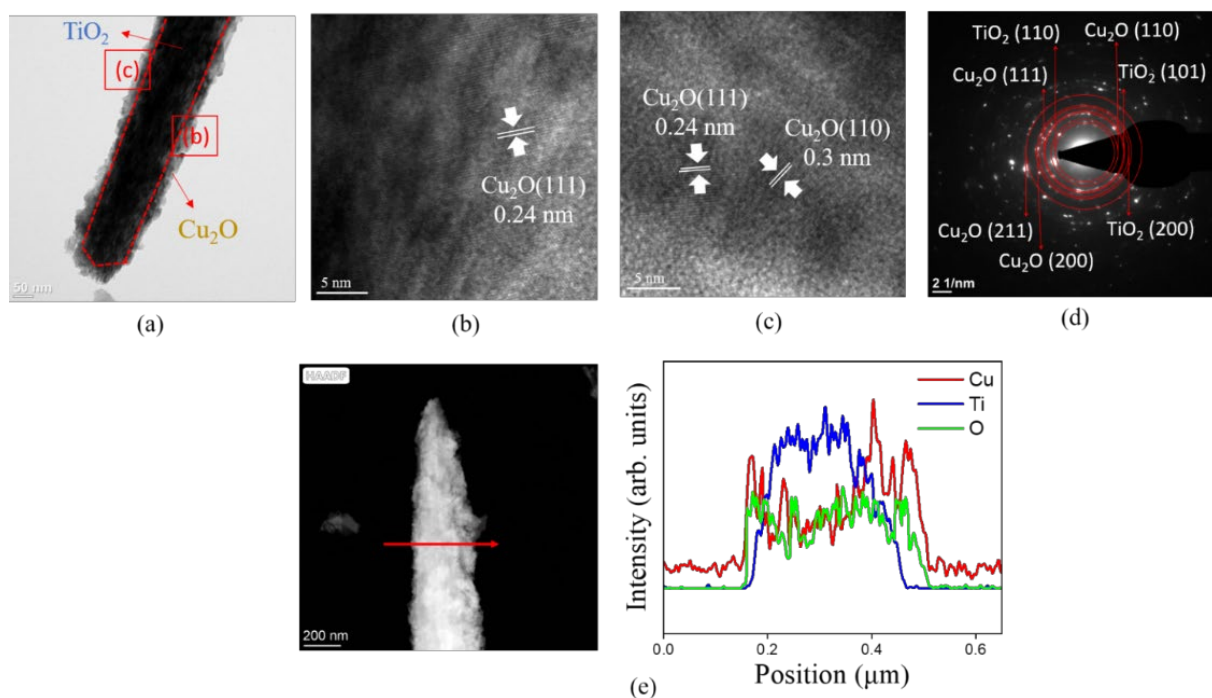 TiO₂
(c)
(b)
Cu₂O
50 nm
(a)
Cu₂O(111)
0.24 nm
5 nm
(b)
Cu₂O(111)
0.24 nm
Cu₂O(110)
0.3 nm
5 nm
(c)
TiO₂ (110)
Cu₂O (110)
Cu₂O (111)
TiO₂ (101)
Cu₂O (211)
TiO₂ (200)
Cu₂O (200)
2 1/nm
(d)
HAADF
200 nm
Intensity (arb. units)
Cu
Ti
O
0.0 0.2 0.4 0.6
Position (μm)
(e)